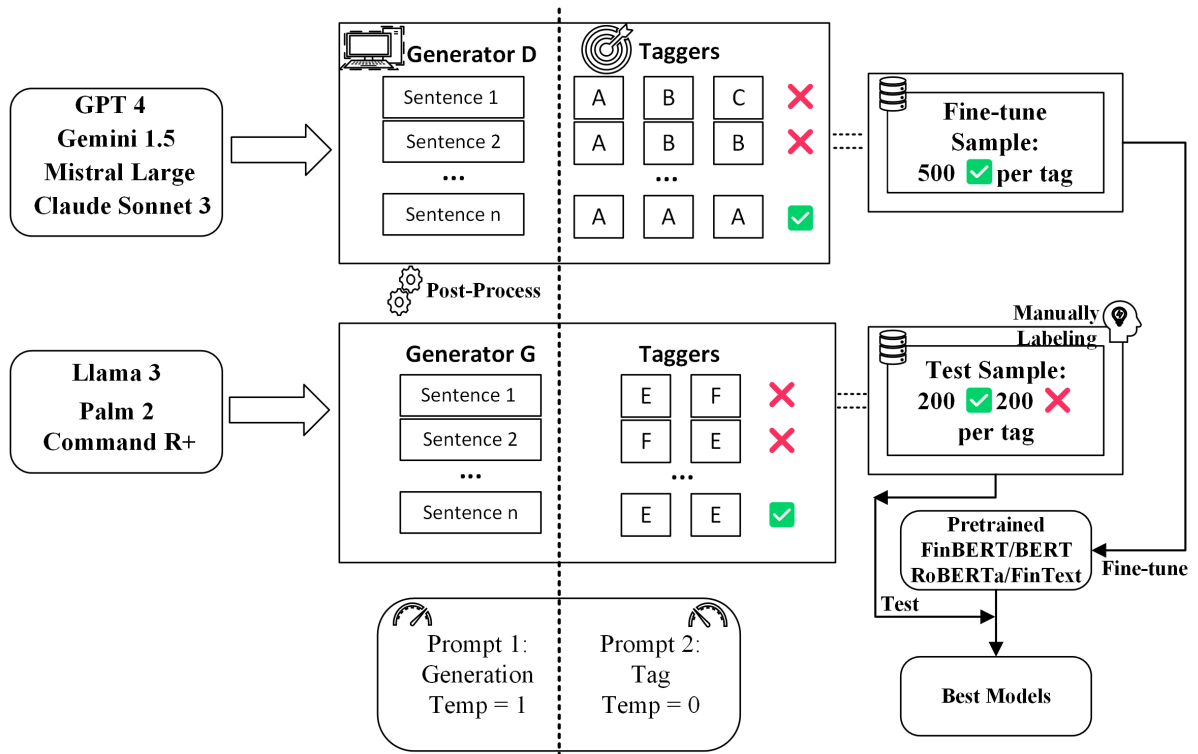 GPT 4
Gemini 1.5
Mistral Large
Claude Sonnet 3
Generator D
Sentence 1
Sentence 2
...
Sentence n
Taggers
A B C
A B B
...
A A A
Fine-tune
Sample:
500 ✅ per tag
Post-Process
Llama 3
Palm 2
Command R+
Generator G
Sentence 1
Sentence 2
...
Sentence n
Taggers
E F
F E
...
E E
Manually
Labeling
Test Sample:
200 ✅ 200 ❌
per tag
Pretrained
FinBERT/BERT
RoBERTa/FinText
Fine-tune
Test
Best Models
Prompt 1:
Generation
Temp = 1
Prompt 2:
Tag
Temp = 0